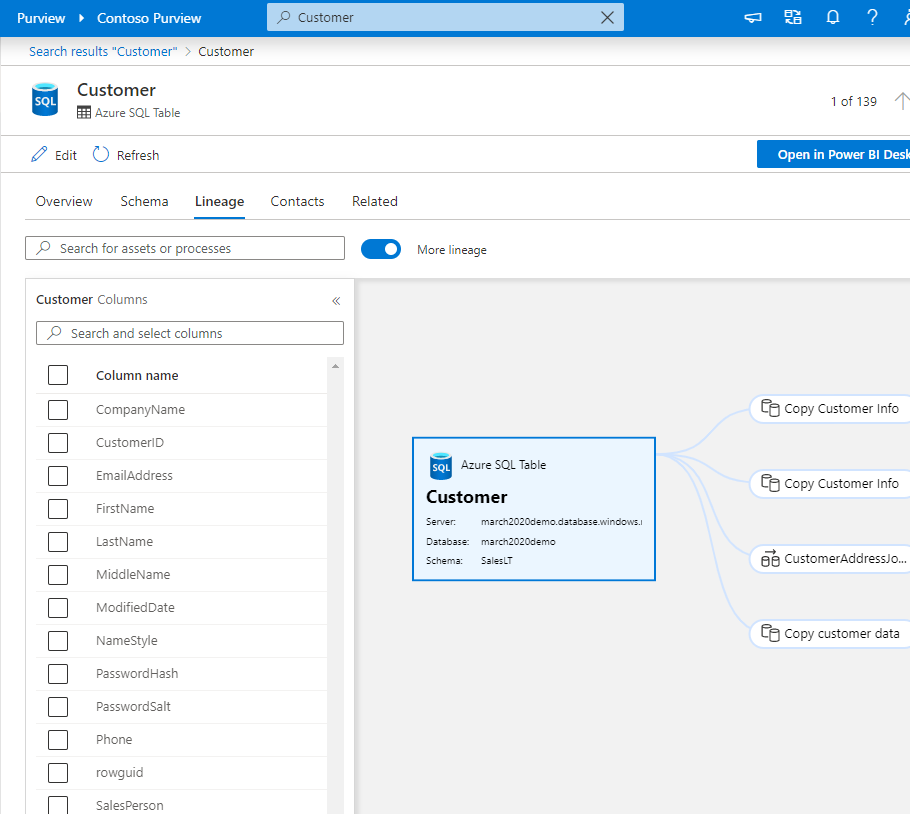 Purview Contoso Purview Customer
Search results "Customer" > Customer
SQL
Customer
Azure SQL Table
1 of 139
Edit Refresh
Open in Power BI Desk
Overview Schema Lineage Contacts Related
Search for assets or processes
More lineage
Customer Columns
Search and select columns
Column name
CompanyName
CustomerID
EmailAddress
FirstName
LastName
MiddleName
ModifiedDate
NameStyle
PasswordHash
PasswordSalt
Phone
rowguid
SalesPerson
SQL
Azure SQL Table
Customer
Server: march2020demo.database.windows.
Database: march2020demo
Schema: SalesLT
Copy Customer Info
Copy Customer Info
CustomerAddressJo...
Copy customer data